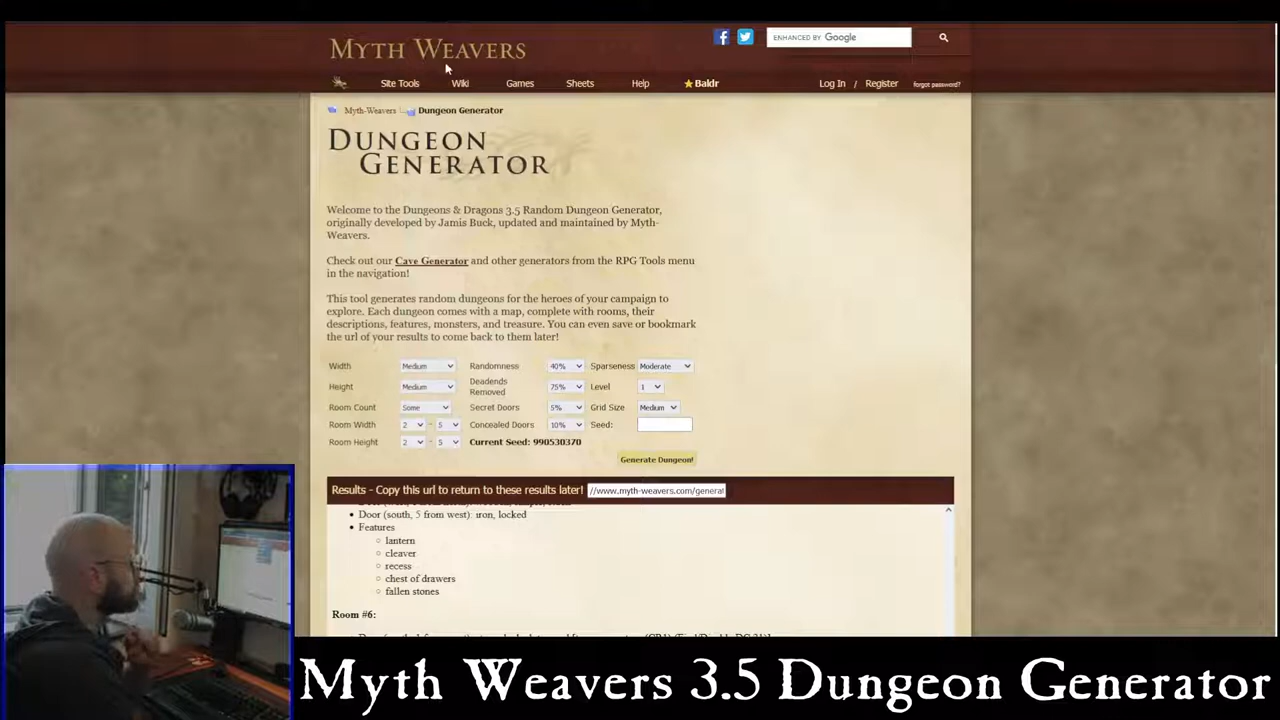 MYTH WEAVERS
ENHANCED BY Google
Site Tools Wiki Games Sheets Help Baldr Log In / Register forgot password?
Myth-Weavers Dungeon Generator
DUNGEON
GENERATOR
Welcome to the Dungeons & Dragons 3.5 Random Dungeon Generator,
originally developed by Jamis Buck, updated and maintained by Myth-
Weavers.
Check out our Cave Generator and other generators from the RPG Tools menu
in the navigation!
This tool generates random dungeons for the heroes of your campaign to
explore. Each dungeon comes with a map, complete with rooms, their
descriptions, features, monsters, and treasure. You can even save or bookmark
the url of your results to come back to them later!
Width Medium Randomness 40% Sparseness Moderate
Height Medium Deadends Removed 75% Level 1
Room Count Some Secret Doors 5% Grid Size Medium
Room Width 2 - 5 Concealed Doors 10% Seed:
Room Height 2 - 5 Current Seed: 990530370
Generate Dungeon!
Results - Copy this url to return to these results later! //www.myth-weavers.com/generat
Door (south, 5 from west): iron, locked
Features
lantern
cleaver
recess
chest of drawers
fallen stones
Room #6:
Myth Weavers 3.5 Dungeon Generator